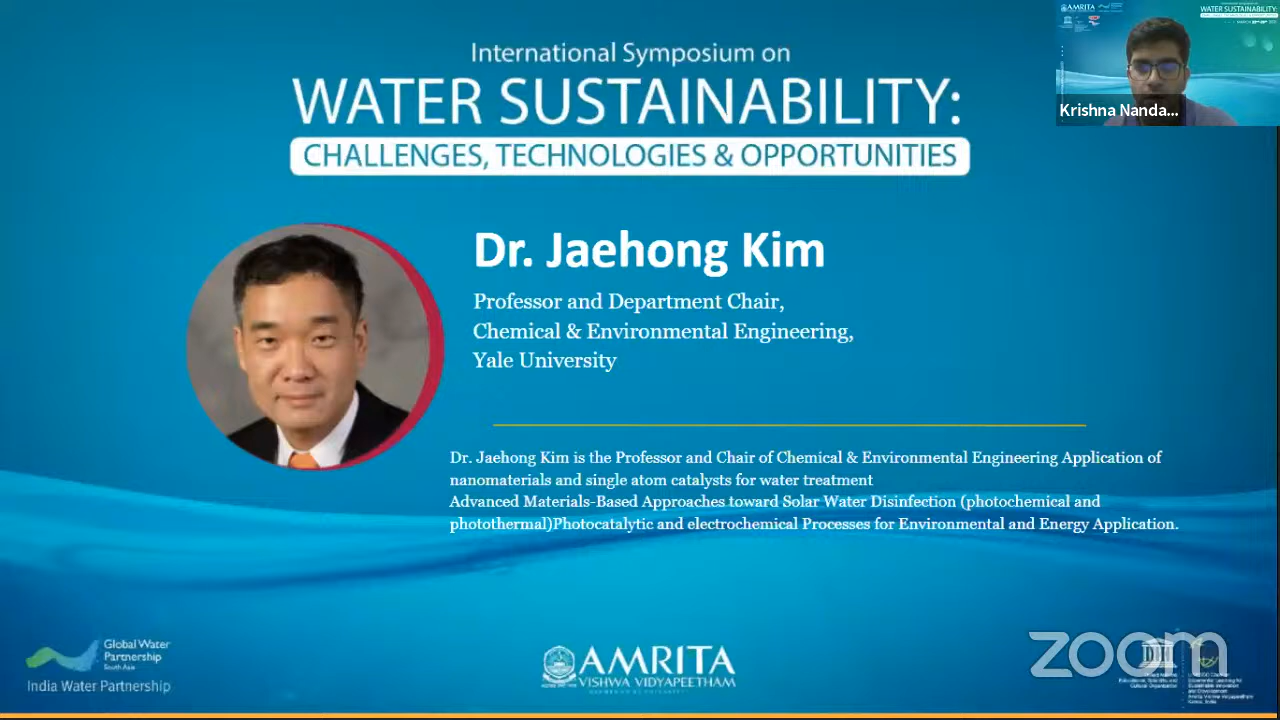 International Symposium on
WATER SUSTAINABILITY:
CHALLENGES, TECHNOLOGIES & OPPORTUNITIES
AMRITA
WATER SUSTAINABILITY:
Krishna Nanda...
Dr. Jaehong Kim
Professor and Department Chair,
Chemical & Environmental Engineering,
Yale University
Dr. Jaehong Kim is the Professor and Chair of Chemical & Environmental Engineering Application of
nanomaterials and single atom catalysts for water treatment
Advanced Materials-Based Approaches toward Solar Water Disinfection (photochemical and
photothermal)Photocatalytic and electrochemical Processes for Environmental and Energy Application.
Global Water
Partnership
South Asia
India Water Partnership
AMRITA
VISHWA VIDYAPEETHAM
zoom